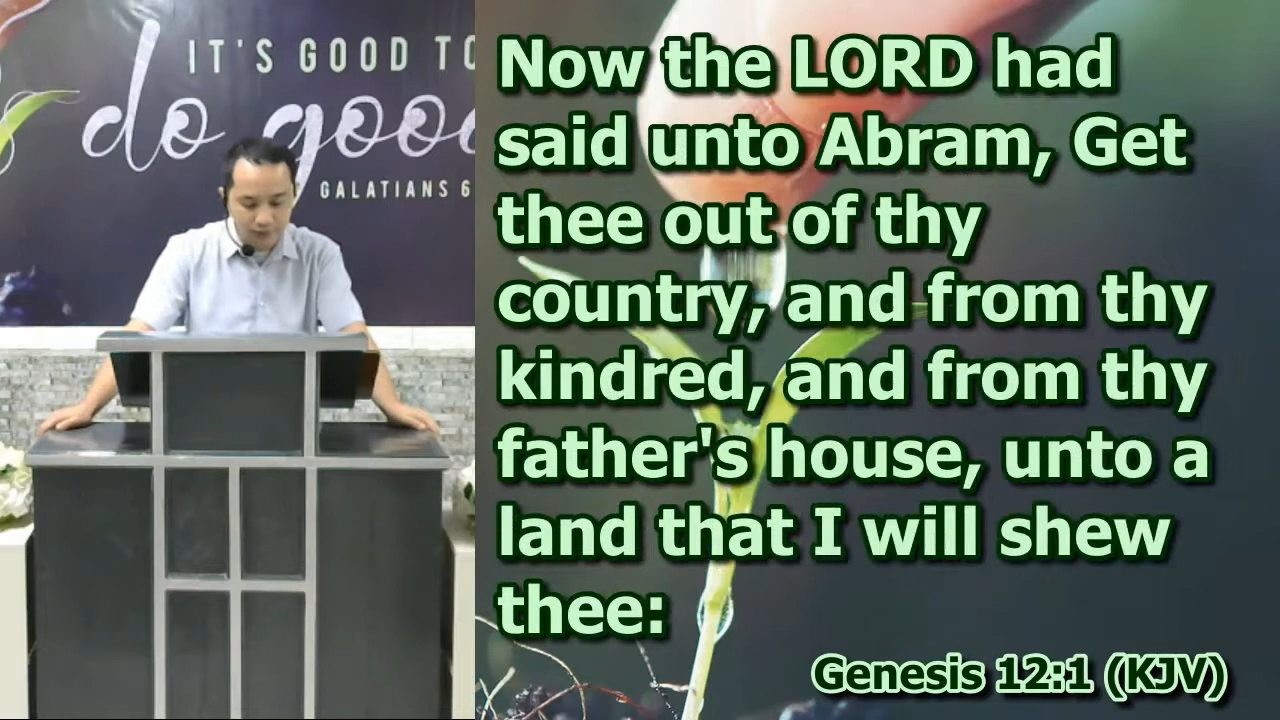 IT'S GOOD TO
do good
GALATIANS 6
Now the LORD had
said unto Abram, Get
thee out of thy
country, and from thy
kindred, and from thy
father's house, unto a
land that I will shew
thee:
Genesis 12:1 (KJV)